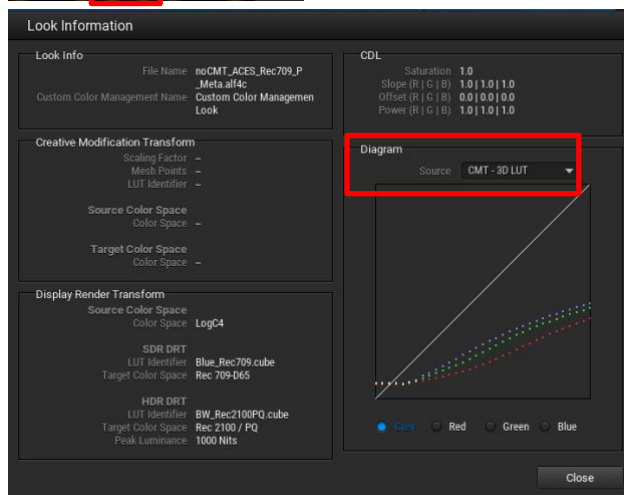 Look Information
Look Info
File Name noCMT_ACES_Rec709_P
_Meta.alf4c
Custom Color Management Name Custom Color Managemen
Look
Creative Modification Transform
Scaling Factor –
Mesh Points –
LUT Identifier –
Source Color Space
Color Space –
Target Color Space
Color Space –
Display Render Transform
Source Color Space
Color Space LogC4
SDR DRT
LUT Identifier Blue_Rec709.cube
Target Color Space Rec 709-D65
HDR DRT
LUT Identifier BW_Rec2100PQ.cube
Target Color Space Rec 2100 / PQ
Peak Luminance 1000 Nits
CDL
Saturation 1.0
Slope (R | G | B) 1.0 | 1.0 | 1.0
Offset (R | G | B) 0.0 | 0.0 | 0.0
Power (R | G | B) 1.0 | 1.0 | 1.0
Diagram
Source CMT - 3D LUT
Grey Red Green Blue
Close